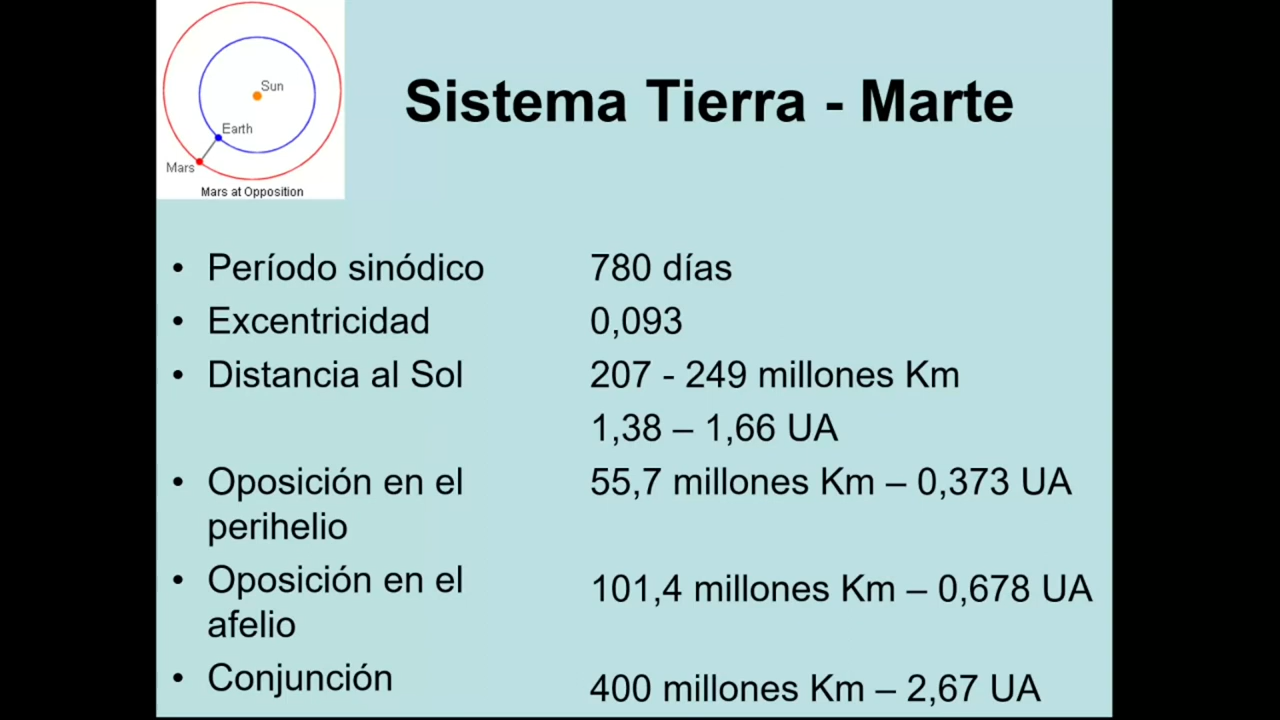 Sun
Earth
Mars
Mars at Opposition
Sistema Tierra - Marte
• Período sinódico 780 días
• Excentricidad 0,093
• Distancia al Sol 207 - 249 millones Km
1,38 – 1,66 UA
• Oposición en el 55,7 millones Km – 0,373 UA
perihelio
• Oposición en el 101,4 millones Km – 0,678 UA
afelio
• Conjunción 400 millones Km – 2,67 UA